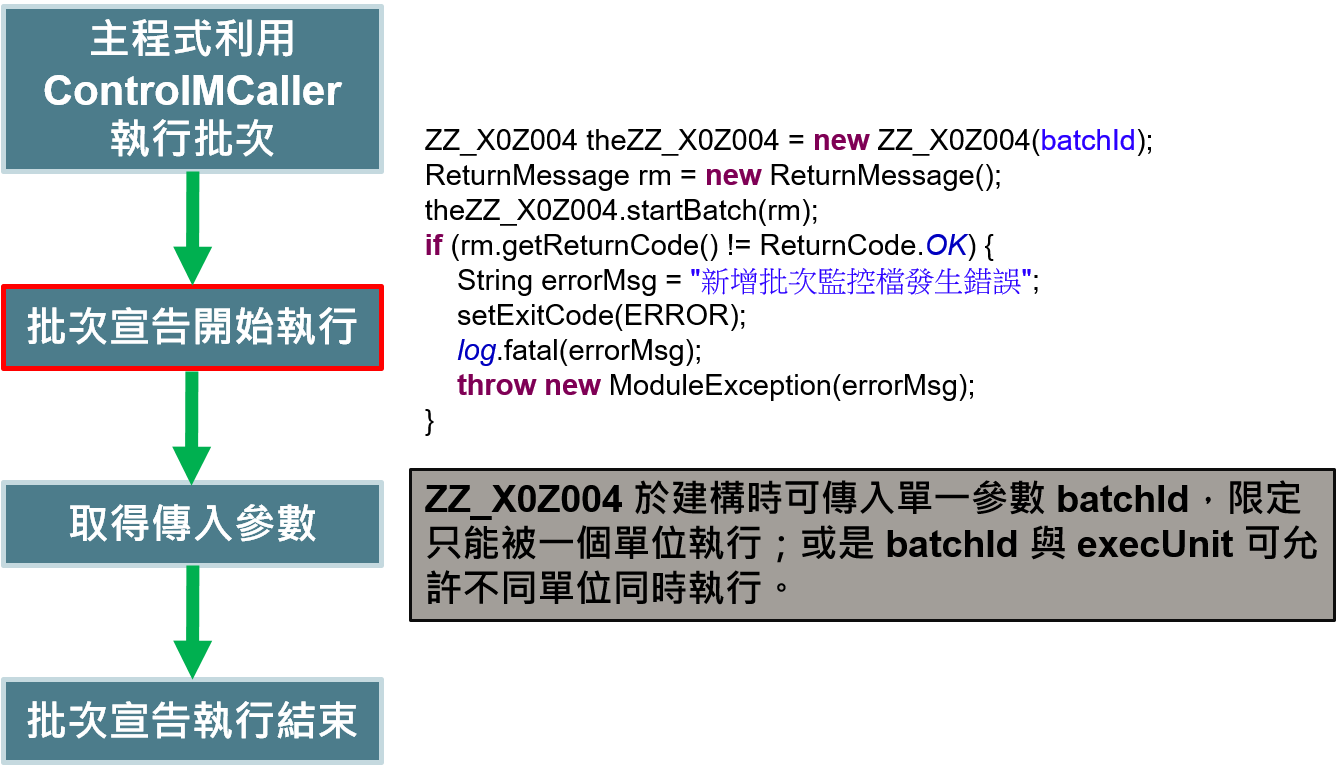 主程式利用
ControlMCaller
執行批次
批次宣告開始執行
取得傳入參數
批次宣告執行結束
ZZ_X0Z004 theZZ_X0Z004 = new ZZ_X0Z004(batchId);
ReturnMessage rm = new ReturnMessage();
theZZ_X0Z004.startBatch(rm);
if (rm.getReturnCode() != ReturnCode.OK) {
String errorMsg = "新增批次監控檔發生錯誤";
setExitCode(ERROR);
log.fatal(errorMsg);
throw new ModuleException(errorMsg);
}
ZZ_X0Z004 於建構時可傳入單一參數 batchId，限定
只能被一個單位執行；或是 batchId 與 execUnit 可允
許不同單位同時執行。